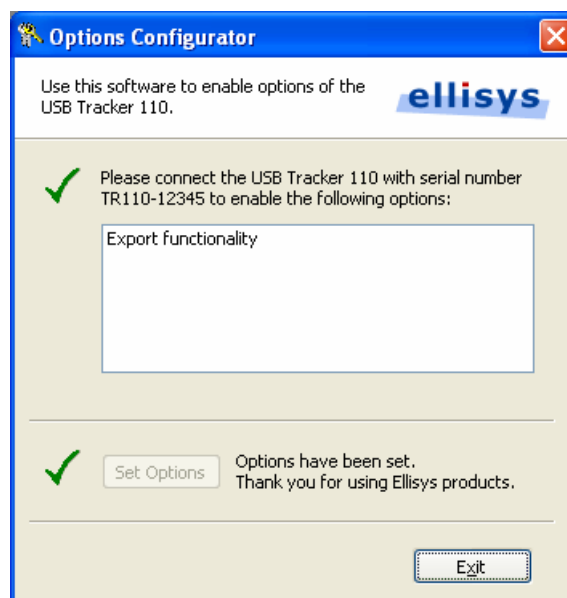 Options Configurator
Use this software to enable options of the
USB Tracker 110.
ellisys
Please connect the USB Tracker 110 with serial number
TR110-12345 to enable the following options:
Export functionality
Set Options
Options have been set.
Thank you for using Ellisys products.
Exit